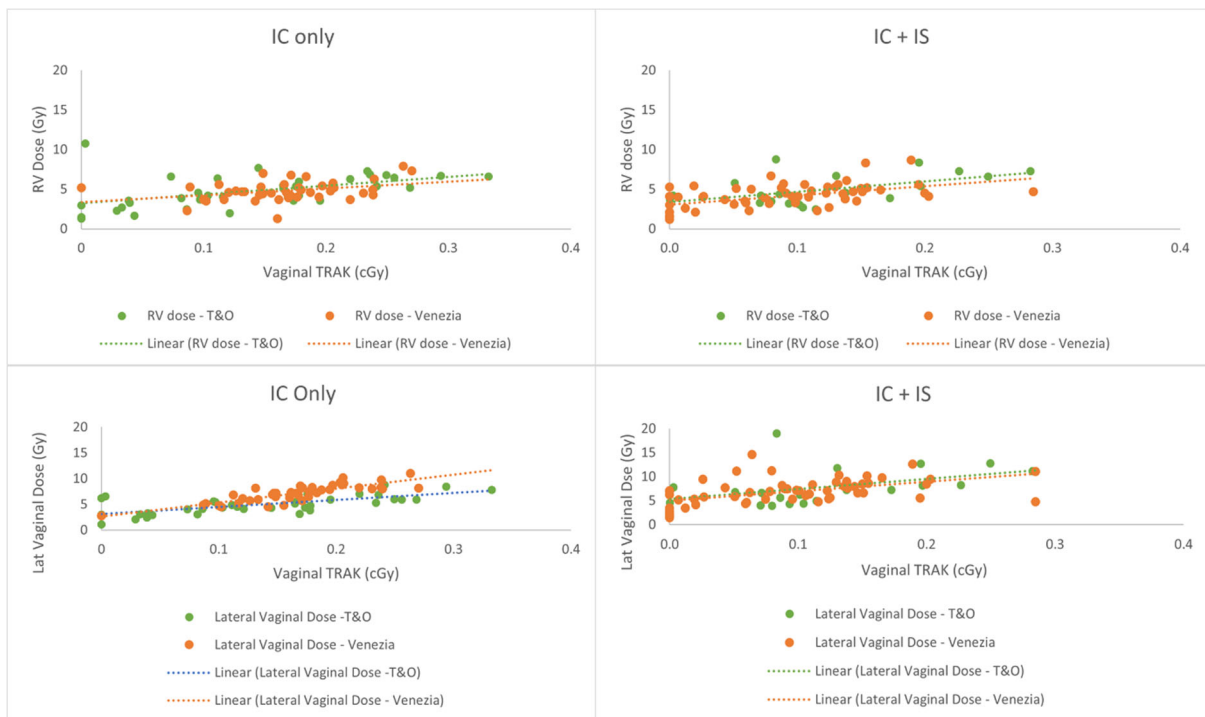 IC only
20
15
10
5
0
RV Dose (Gy)
0 0.1 0.2 0.3 0.4
Vaginal TRAK (cGy)
RV dose - T&O RV dose - Venezia
Linear (RV dose - T&O) Linear (RV dose - Venezia)
IC + IS
20
15
10
5
0
RV dose (Gy)
0.0 0.1 0.2 0.3 0.4
Vaginal TRAK (cGy)
RV dose -T&O RV dose - Venezia
Linear (RV dose -T&O) Linear (RV dose - Venezia)
IC Only
20
15
10
5
0
Lat Vaginal Dose (Gy)
0 0.1 0.2 0.3 0.4
Vaginal TRAK (cGy)
Lateral Vaginal Dose -T&O
Lateral Vaginal Dose - Venezia
Linear (Lateral Vaginal Dose -T&O)
Linear (Lateral Vaginal Dose - Venezia)
IC + IS
20
15
10
5
0
Lat Vaginal Dse (Gy)
0.0 0.1 0.2 0.3 0.4
Vaginal TRAK (cGy)
Lateral Vaginal Dose - T&O
Lateral Vaginal Dose - Venezia
Linear (Lateral Vaginal Dose - T&O)
Linear (Lateral Vaginal Dose - Venezia)